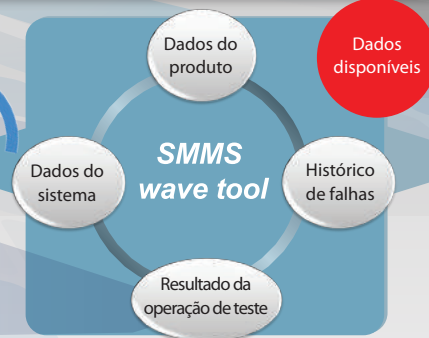 Dados do
produto
Dados
disponíveis
Dados do
sistema
SMMS
wave tool
Histórico
de falhas
Resultado da
operação de teste